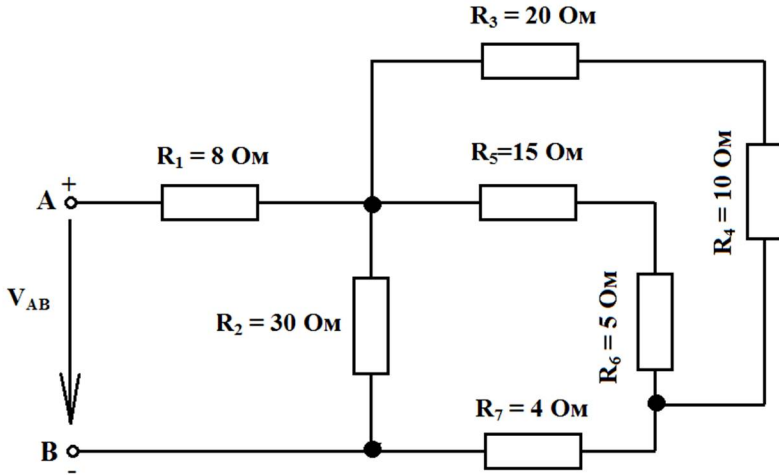 R₃ = 20 Ом
R₁ = 8 Ом
R₅=15 Ом
R₄ = 10 Ом
A
+
V_AB
R₂ = 30 Ом
R₆ = 5 Ом
R₇ = 4 Ом
B
-